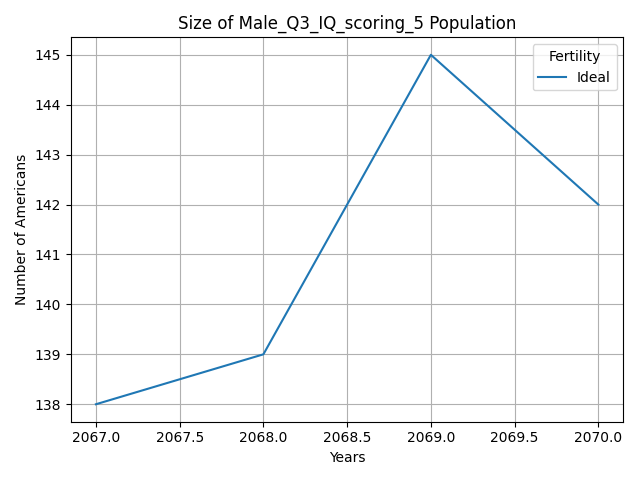 Size of Male_Q3_IQ_scoring_5 Population
Fertility
Ideal
145
144
143
142
141
140
139
138
Number of Americans
2067.0 2067.5 2068.0 2068.5 2069.0 2069.5 2070.0
Years